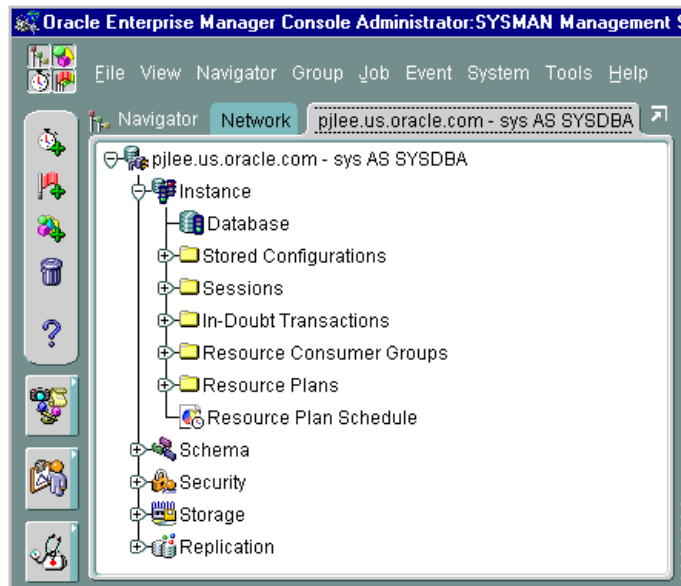 Oracle Enterprise Manager Console Administrator:SYSMAN Management
File View Navigator Group Job Event System Tools Help
Navigator Network pjlee.us.oracle.com - sys AS SYSDBA
pjlee.us.oracle.com - sys AS SYSDBA
Instance
Database
Stored Configurations
Sessions
In-Doubt Transactions
Resource Consumer Groups
Resource Plans
Resource Plan Schedule
Schema
Security
Storage
Replication